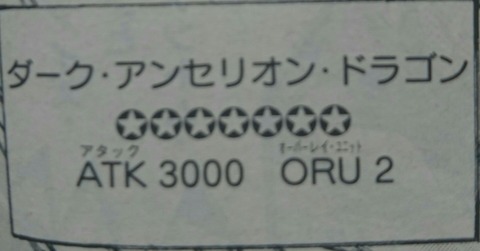 ダーク・アンセリオン・ドラゴン
✪✪✪✪✪✪✪
アタック オーバーレイ・ユニット
ATK 3000 ORU 2